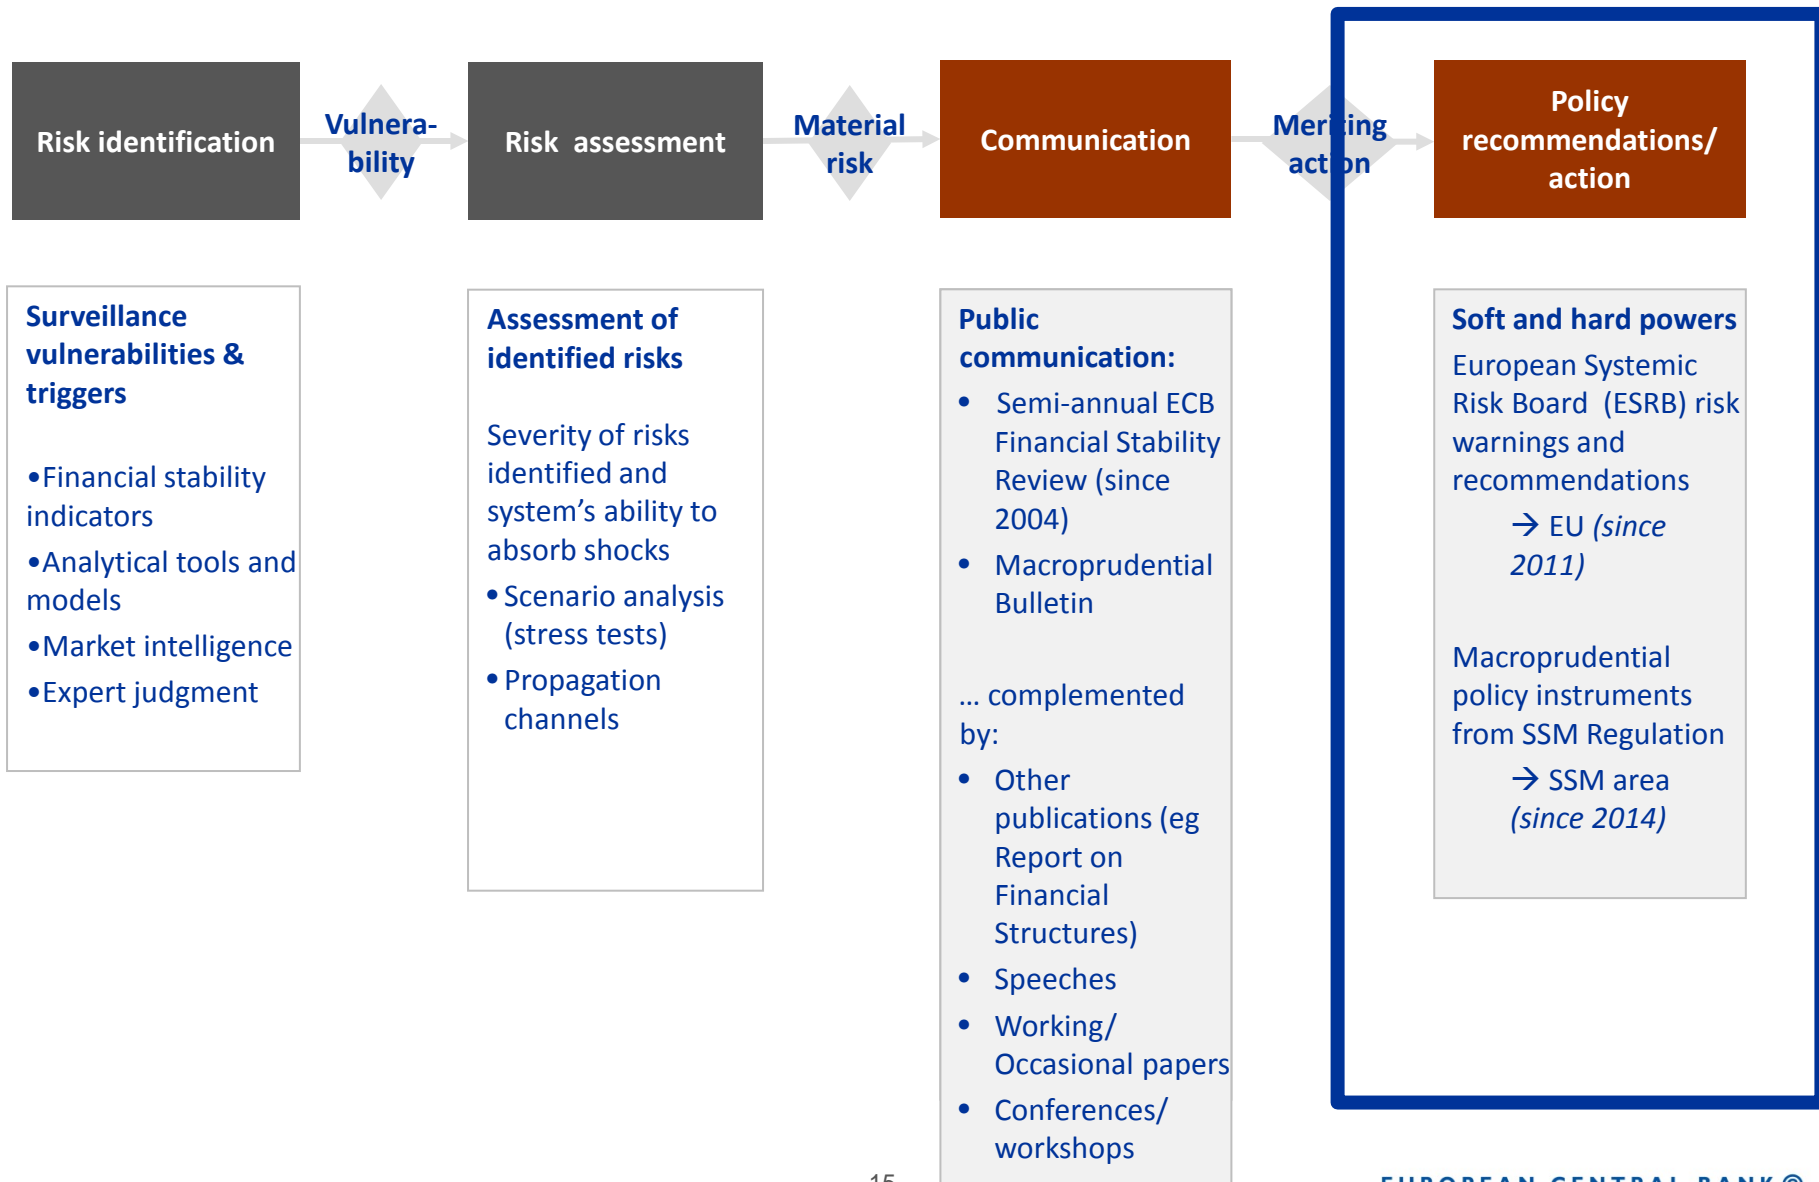 Risk identification
Vulnera-
bility
Risk assessment
Material
risk
Communication
Meriting
action
Policy
recommendations/
action
Surveillance
vulnerabilities &
triggers
•Financial stability
indicators
•Analytical tools and
models
•Market intelligence
•Expert judgment
Assessment of
identified risks
Severity of risks
identified and
system's ability to
absorb shocks
• Scenario analysis
(stress tests)
• Propagation
channels
Public
communication:
• Semi-annual ECB
Financial Stability
Review (since
2004)
• Macroprudential
Bulletin
... complemented
by:
• Other
publications (eg
Report on
Financial
Structures)
• Speeches
• Working/
Occasional papers
• Conferences/
workshops
Soft and hard powers
European Systemic
Risk Board (ESRB) risk
warnings and
recommendations
→ EU (since
2011)
Macroprudential
policy instruments
from SSM Regulation
→ SSM area
(since 2014)
15
EUROPEAN CENTRAL BANK ©